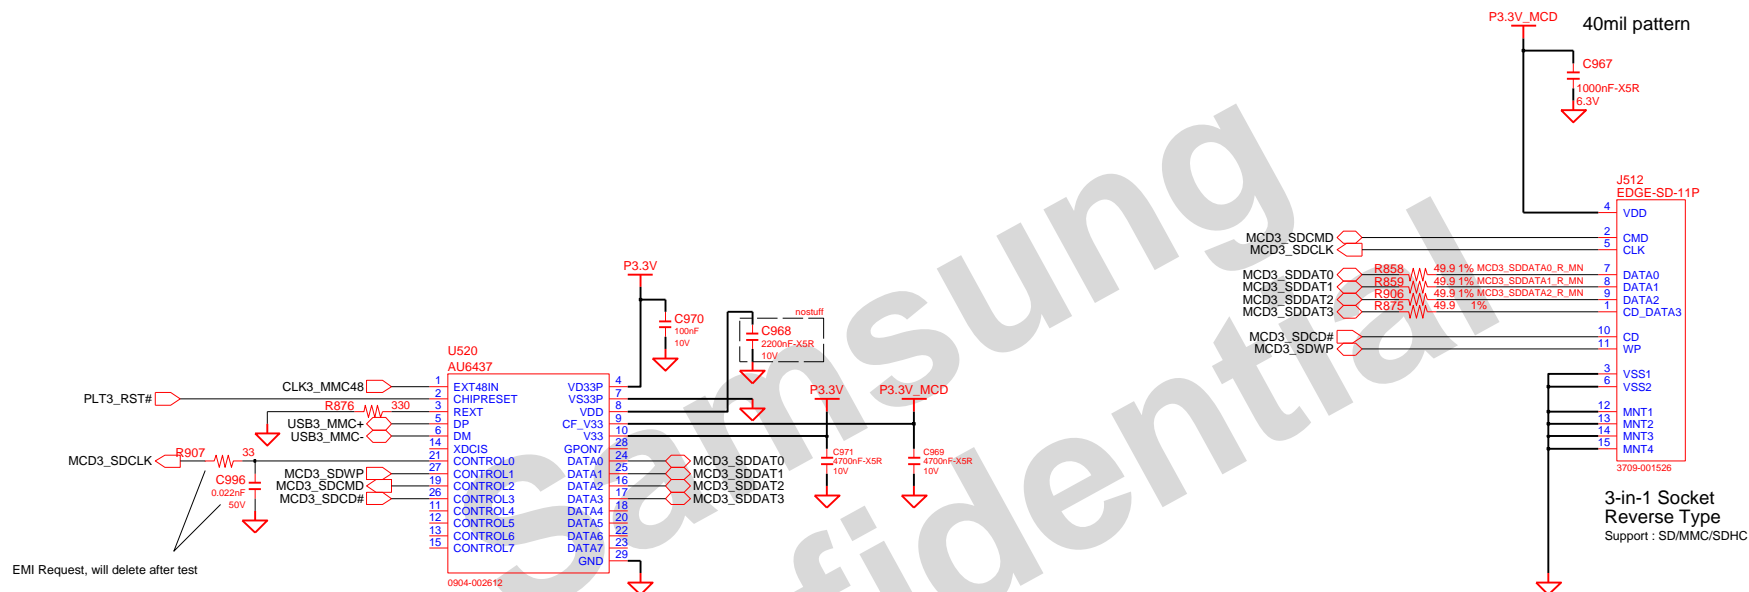 P3.3V_MCD
40mil pattern
C967
1000nF-X5R
6.3V
J512
EDGE-SD-11P
4 VDD
MCD3_SDCMD 2 CMD
MCD3_SDCLK 5 CLK
MCD3_SDDAT0 R858 49.9 1% MCD3_SDDATA0_R_MN 7 DATA0
MCD3_SDDAT1 R859 49.9 1% MCD3_SDDATA1_R_MN 8 DATA1
MCD3_SDDAT2 R906 49.9 1% MCD3_SDDATA2_R_MN 9 DATA2
MCD3_SDDAT3 R875 49.9 1% 1 CD_DATA3
MCD3_SDCD# 10 CD
MCD3_SDWP 11 WP
3 VSS1
6 VSS2
12 MNT1
13 MNT2
14 MNT3
15 MNT4
3709-001526
3-in-1 Socket
Reverse Type
Support : SD/MMC/SDHC
P3.3V
C970
100nF
10V
nostuff
C968
2200nF-X5R
10V
P3.3V
P3.3V_MCD
C971
4700nF-X5R
10V
C969
4700nF-X5R
10V
U520
AU6437
CLK3_MMC48 1 EXT48IN VD33P 4
PLT3_RST# 2 CHIPRESET VS33P 7
R876 330 3 REXT VDD 8
USB3_MMC+ 5 DP CF_V33 9
USB3_MMC- 6 DM V33 10
14 XDCIS GPON7 28
MCD3_SDCLK R907 33 21 CONTROL0 DATA0 24 MCD3_SDDAT0
MCD3_SDWP 27 CONTROL1 DATA1 25 MCD3_SDDAT1
MCD3_SDCMD 19 CONTROL2 DATA2 16 MCD3_SDDAT2
MCD3_SDCD# 26 CONTROL3 DATA3 17 MCD3_SDDAT3
11 CONTROL4 DATA4 18
12 CONTROL5 DATA5 20
13 CONTROL6 DATA6 22
15 CONTROL7 DATA7 23
GND 29
0904-002612
C996
0.022nF
50V
EMI Request, will delete after test
Samsung
Confidential